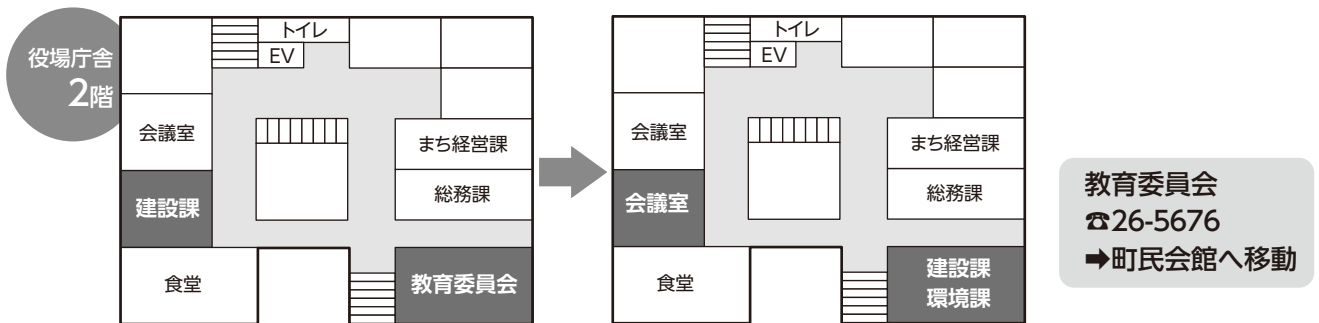 役場庁舎
2階
トイレ
EV
会議室
まち経営課
総務課
建設課
食堂
教育委員会
トイレ
EV
会議室
まち経営課
総務課
会議室
食堂
建設課
環境課
教育委員会
☎26-5676
➡町民会館へ移動